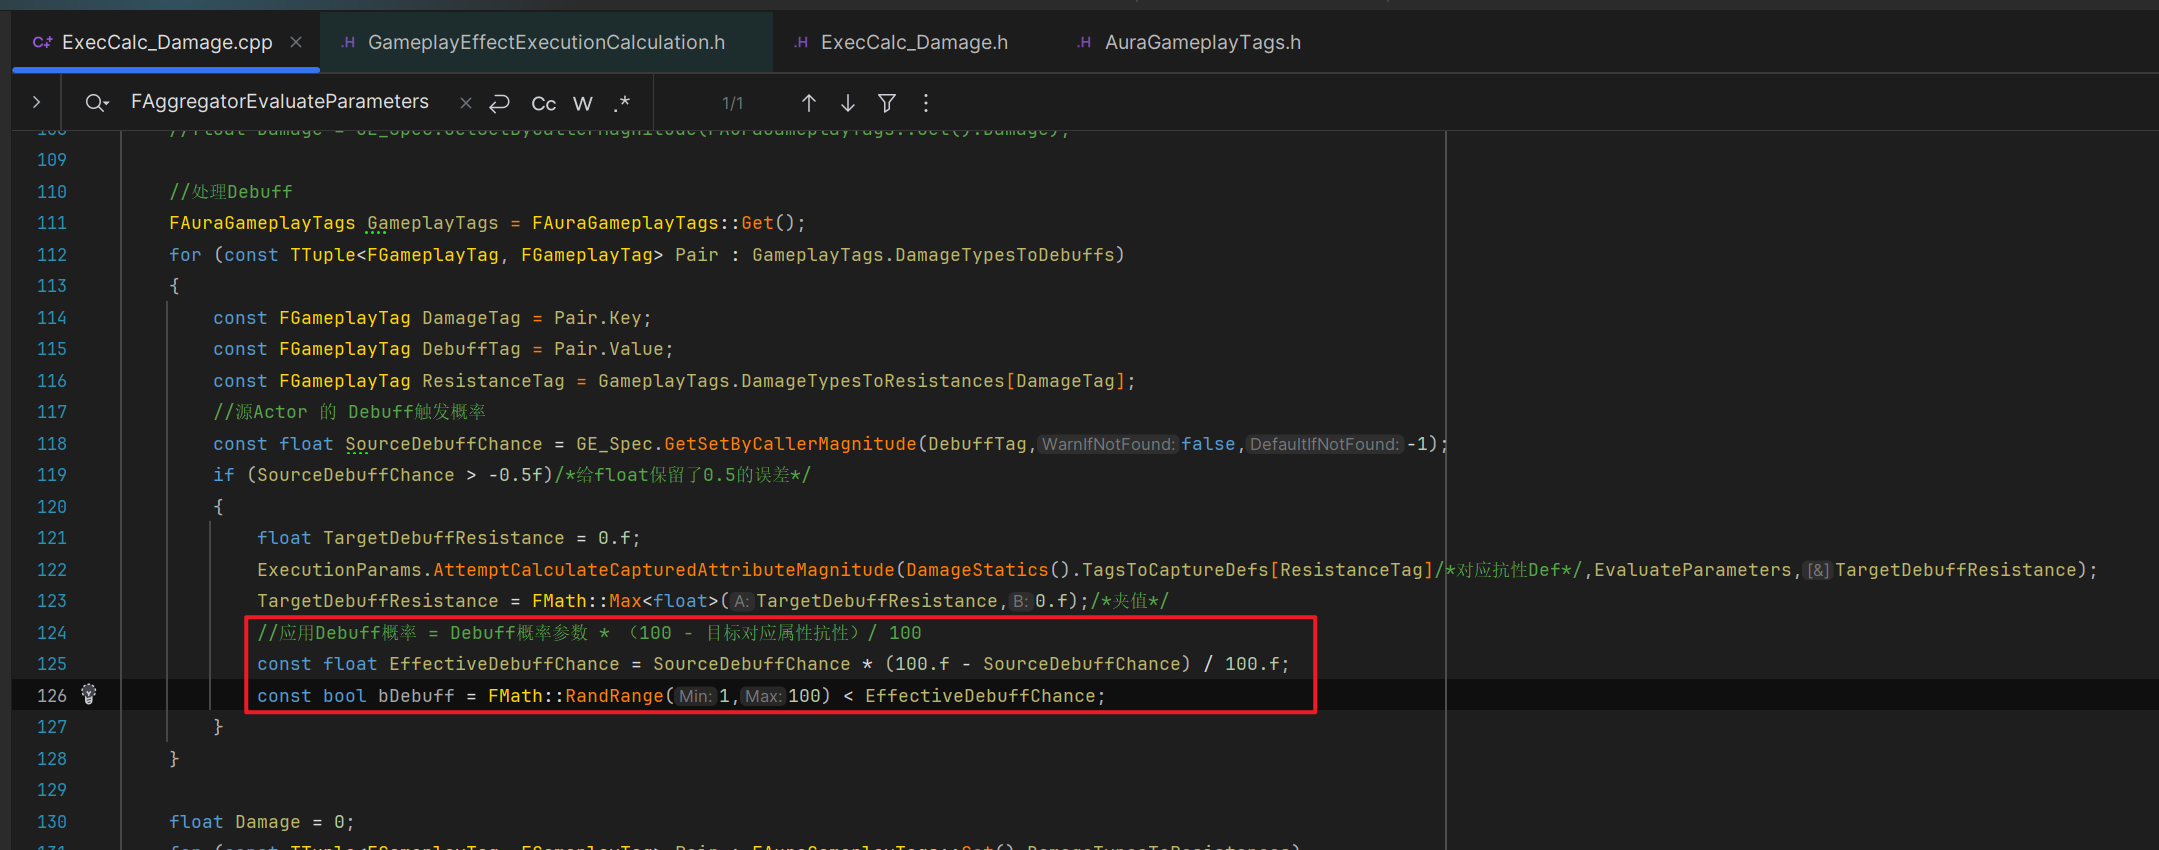 ExecCalc_Damage.cpp GameplayEffectExecutionCalculation.h ExecCalc_Damage.h AuraGameplayTags.h
FAggregatorEvaluateParameters Cc W .* 1/1
109
110 //处理Debuff
111 FAuraGameplayTags GameplayTags = FAuraGameplayTags::Get();
112 for (const TTuple<FGameplayTag, FGameplayTag> Pair : GameplayTags.DamageTypesToDebuffs)
113 {
114 const FGameplayTag DamageTag = Pair.Key;
115 const FGameplayTag DebuffTag = Pair.Value;
116 const FGameplayTag ResistanceTag = GameplayTags.DamageTypesToResistances[DamageTag];
117 //源Actor 的 Debuff触发概率
118 const float SourceDebuffChance = GE_Spec.GetSetByCallerMagnitude(DebuffTag, WarnIfNotFound: false, DefaultIfNotFound: -1);
119 if (SourceDebuffChance > -0.5f)/*给float保留了0.5的误差*/
120 {
121 float TargetDebuffResistance = 0.f;
122 ExecutionParams.AttemptCalculateCapturedAttributeMagnitude(DamageStatics().TagsToCaptureDefs[ResistanceTag]/*对应抗性Def*/,EvaluateParameters, [&] TargetDebuffResistance);
123 TargetDebuffResistance = FMath::Max<float>( A: TargetDebuffResistance, B: 0.f);/*夹值*/
124 //应用Debuff概率 = Debuff概率参数 * （100 - 目标对应属性抗性）/ 100
125 const float EffectiveDebuffChance = SourceDebuffChance * (100.f - SourceDebuffChance) / 100.f;
126 const bool bDebuff = FMath::RandRange( Min: 1, Max: 100) < EffectiveDebuffChance;
127 }
128 }
129
130 float Damage = 0;